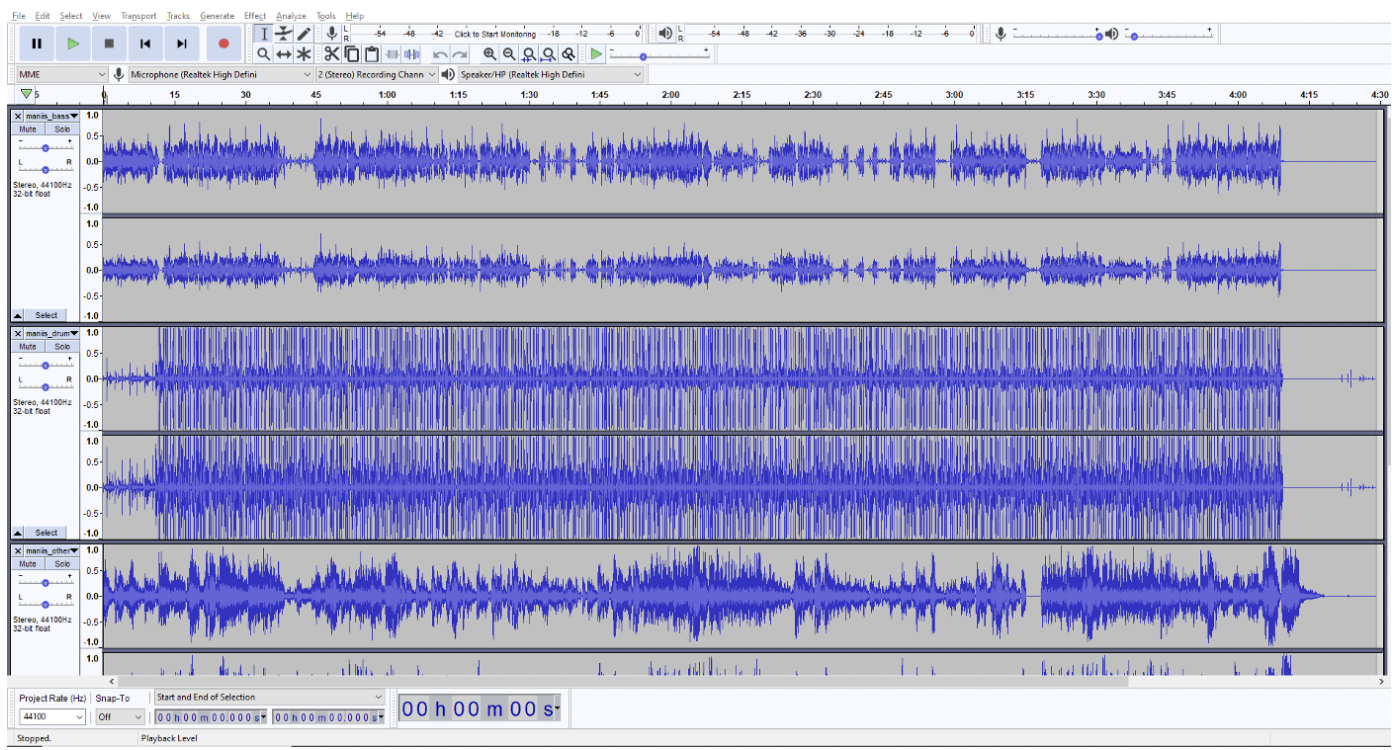 File Edit Select View Transport Tracks Generate Effect Analyze Tools Help
L R -54 -48 -42 Click to Start Monitoring -18 -12 -6 0 L R -54 -48 -42 -36 -30 -24 -18 -12 -6 0
MME Microphone (Realtek High Defini 2 (Stereo) Recording Chann Speaker/HP (Realtek High Defini
5 0 15 30 45 1:00 1:15 1:30 1:45 2:00 2:15 2:30 2:45 3:00 3:15 3:30 3:45 4:00 4:15 4:30
X manis_bass 1.0
Mute Solo
- + 0.5
L R 0.0
Stereo, 44100Hz -0.5
32-bit float
-1.0
1.0
0.5
0.0
-0.5
Select -1.0
X manis_drum 1.0
Mute Solo
- + 0.5
L R 0.0
Stereo, 44100Hz -0.5
32-bit float
-1.0
1.0
0.5
0.0
-0.5
Select -1.0
X manis_other 1.0
Mute Solo
- + 0.5
L R 0.0
Stereo, 44100Hz -0.5
32-bit float
-1.0
1.0
Project Rate (Hz) Snap-To Start and End of Selection
44100 Off 00 h 00 m 00.000 s 00 h 00 m 00.000 s 00 h 00 m 00 s
Stopped. Playback Level